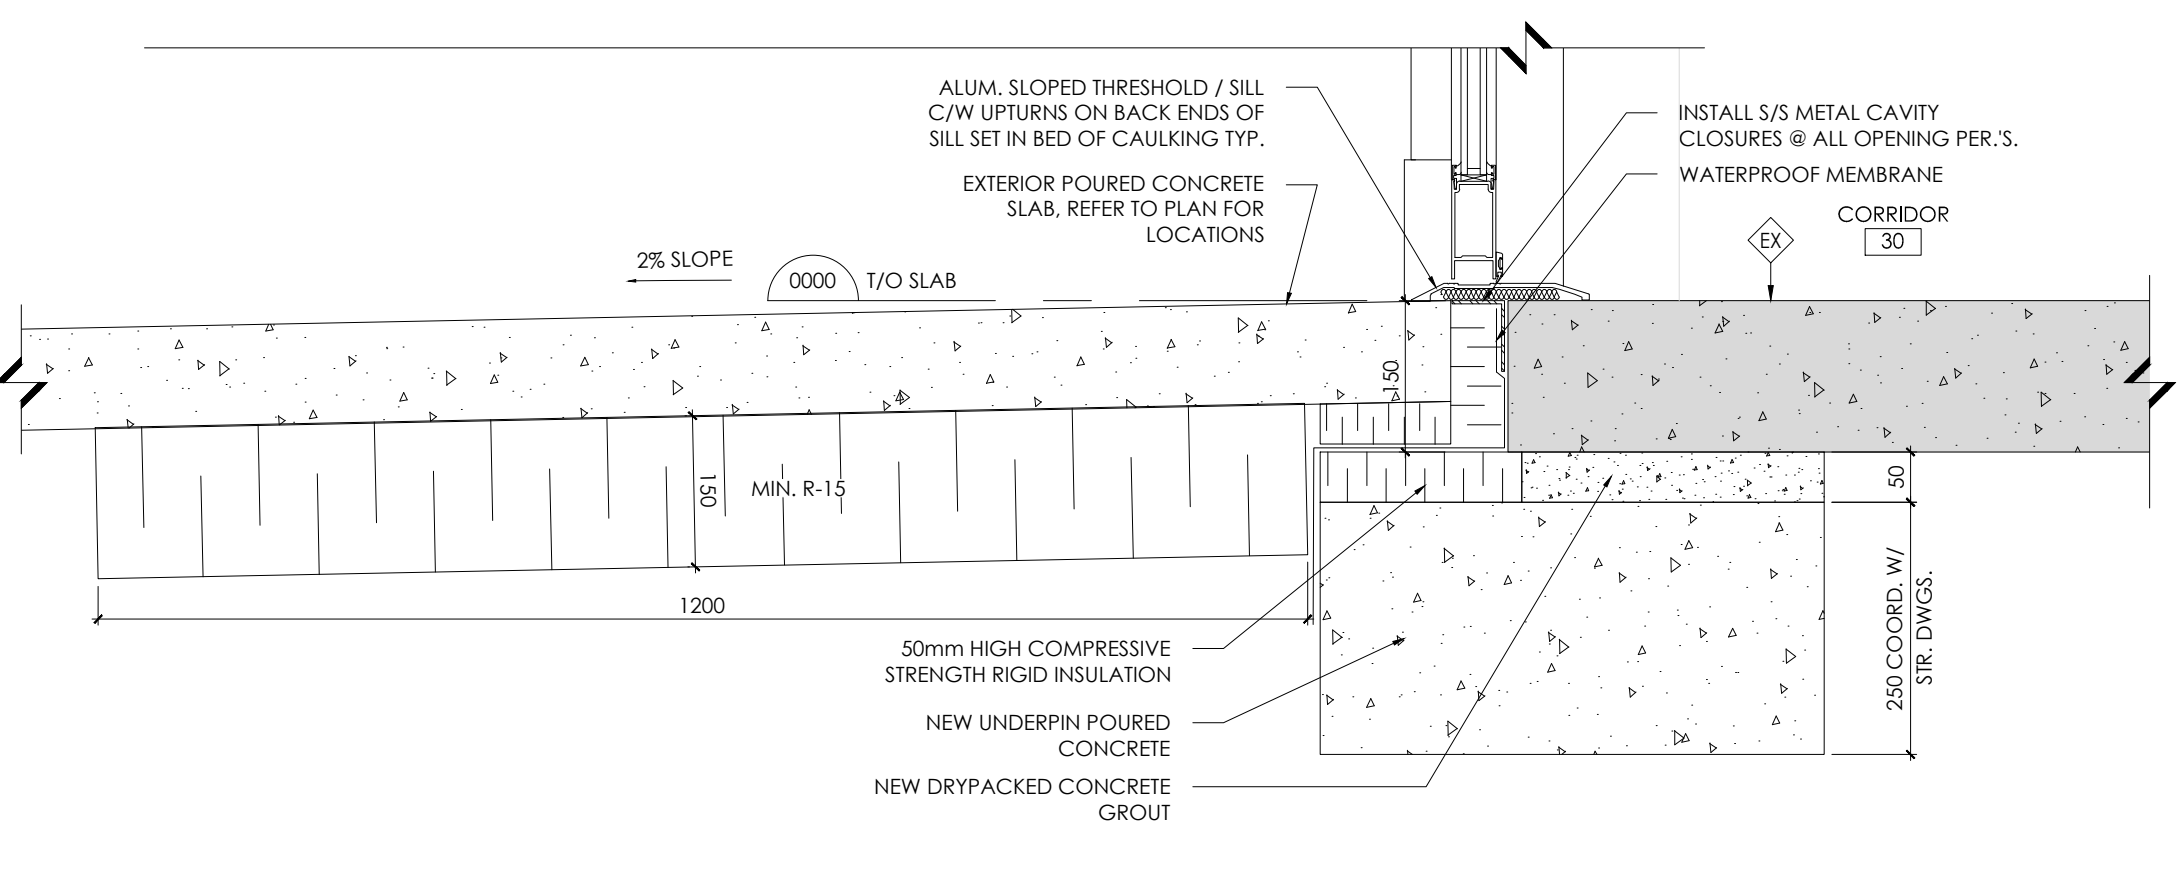 ALUM. SLOPED THRESHOLD / SILL
C/W UPTURNS ON BACK ENDS OF
SILL SET IN BED OF CAULKING TYP.
EXTERIOR POURED CONCRETE
SLAB, REFER TO PLAN FOR
LOCATIONS
INSTALL S/S METAL CAVITY
CLOSURES @ ALL OPENING PER.'S.
WATERPROOF MEMBRANE
CORRIDOR
30
EX
2% SLOPE
0000
T/O SLAB
150
150
MIN. R-15
1200
50
250 COORD. W/
STR. DWGS.
50mm HIGH COMPRESSIVE
STRENGTH RIGID INSULATION
NEW UNDERPIN POURED
CONCRETE
NEW DRYPACKED CONCRETE
GROUT